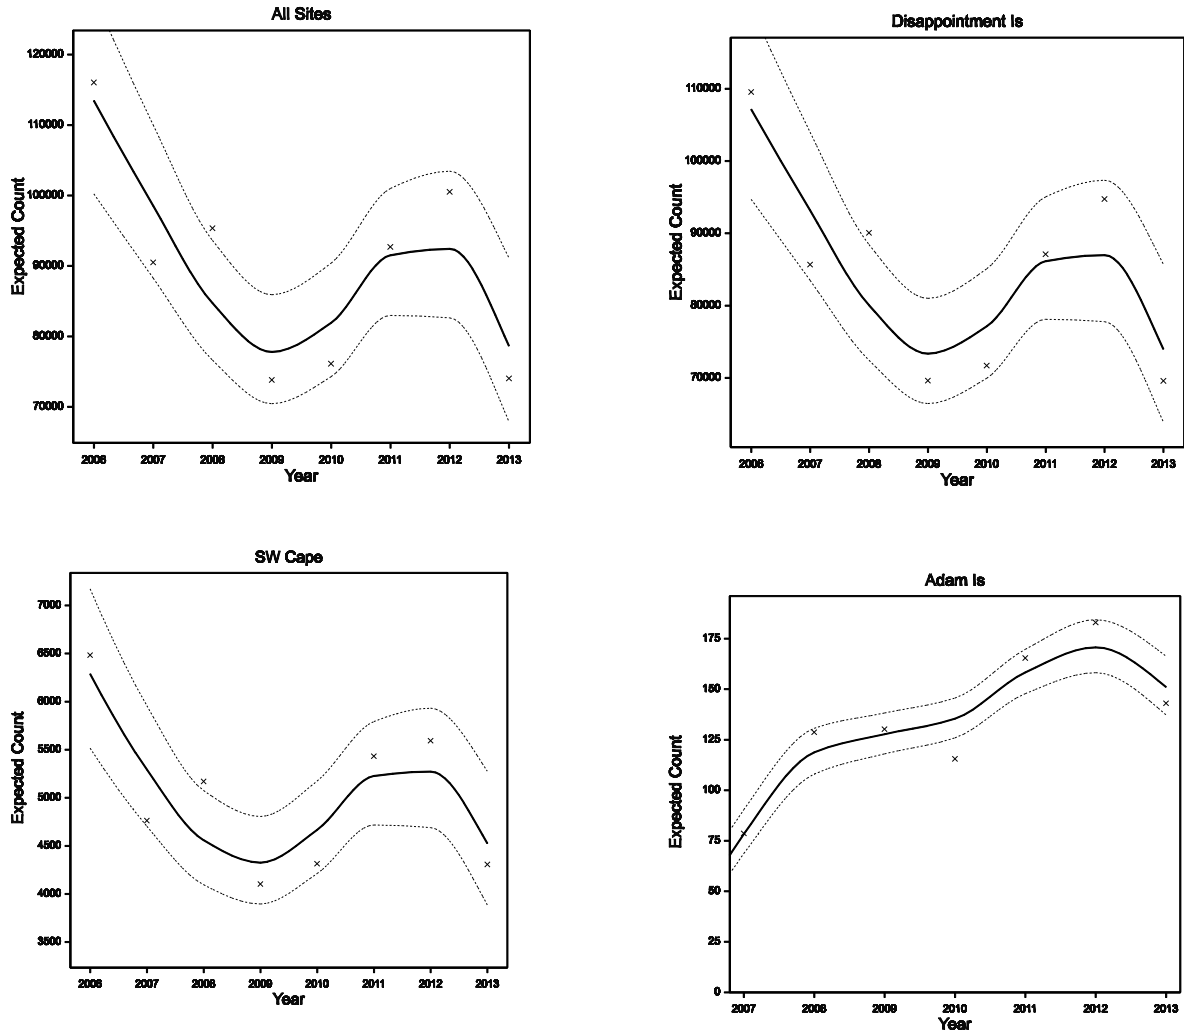 All Sites
Expected Count
120000
110000
100000
90000
80000
70000
2006 2007 2008 2009 2010 2011 2012 2013
Year
Disappointment Is
Expected Count
110000
100000
90000
80000
70000
2006 2007 2008 2009 2010 2011 2012 2013
Year
SW Cape
Expected Count
7000
6500
6000
5500
5000
4500
4000
3500
2006 2007 2008 2009 2010 2011 2012 2013
Year
Adam Is
Expected Count
175
150
125
100
75
50
25
0
2007 2008 2009 2010 2011 2012 2013
Year